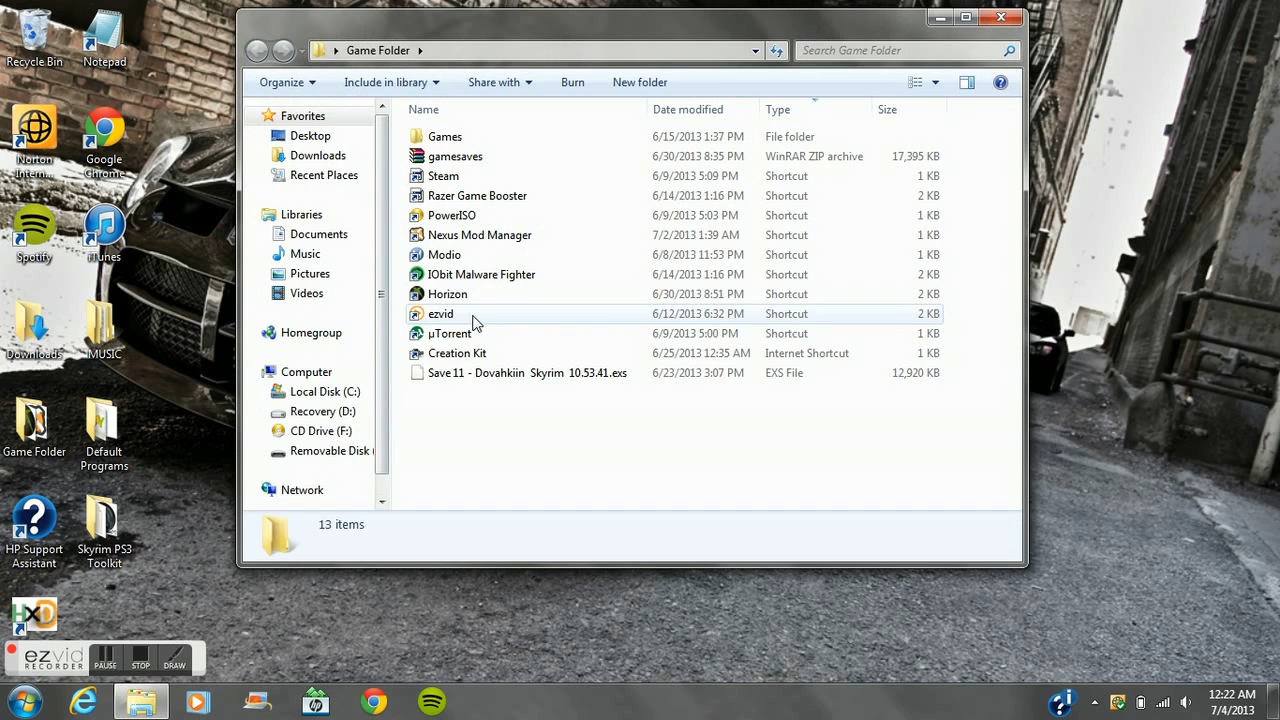 Recycle Bin
Notepad
Norton
Intern...
Google
Chrome
Spotify
iTunes
Downloads
MUSIC
Game Folder
Default
Programs
HP Support
Assistant
Skyrim PS3
Toolkit
HxD
Game Folder
Search Game Folder
Organize
Include in library
Share with
Burn
New folder
Favorites
Desktop
Downloads
Recent Places
Libraries
Documents
Music
Pictures
Videos
Homegroup
Computer
Local Disk (C:)
Recovery (D:)
CD Drive (F:)
Removable Disk (
Network
Name Date modified Type Size
Games 6/15/2013 1:37 PM File folder
gamesaves 6/30/2013 8:35 PM WinRAR ZIP archive 17,395 KB
Steam 6/9/2013 5:09 PM Shortcut 1 KB
Razer Game Booster 6/14/2013 1:16 PM Shortcut 2 KB
PowerISO 6/9/2013 5:03 PM Shortcut 1 KB
Nexus Mod Manager 7/2/2013 1:39 AM Shortcut 1 KB
Modio 6/8/2013 11:53 PM Shortcut 1 KB
IObit Malware Fighter 6/14/2013 1:16 PM Shortcut 2 KB
Horizon 6/30/2013 8:51 PM Shortcut 2 KB
ezvid 6/12/2013 6:32 PM Shortcut 2 KB
µTorrent 6/9/2013 5:00 PM Shortcut 1 KB
Creation Kit 6/25/2013 12:35 AM Internet Shortcut 1 KB
Save 11 - Dovahkiin Skyrim 10.53.41.exs 6/23/2013 3:07 PM EXS File 12,920 KB
13 items
ezvid
RECORDER
PAUSE
STOP
DRAW
12:22 AM
7/4/2013